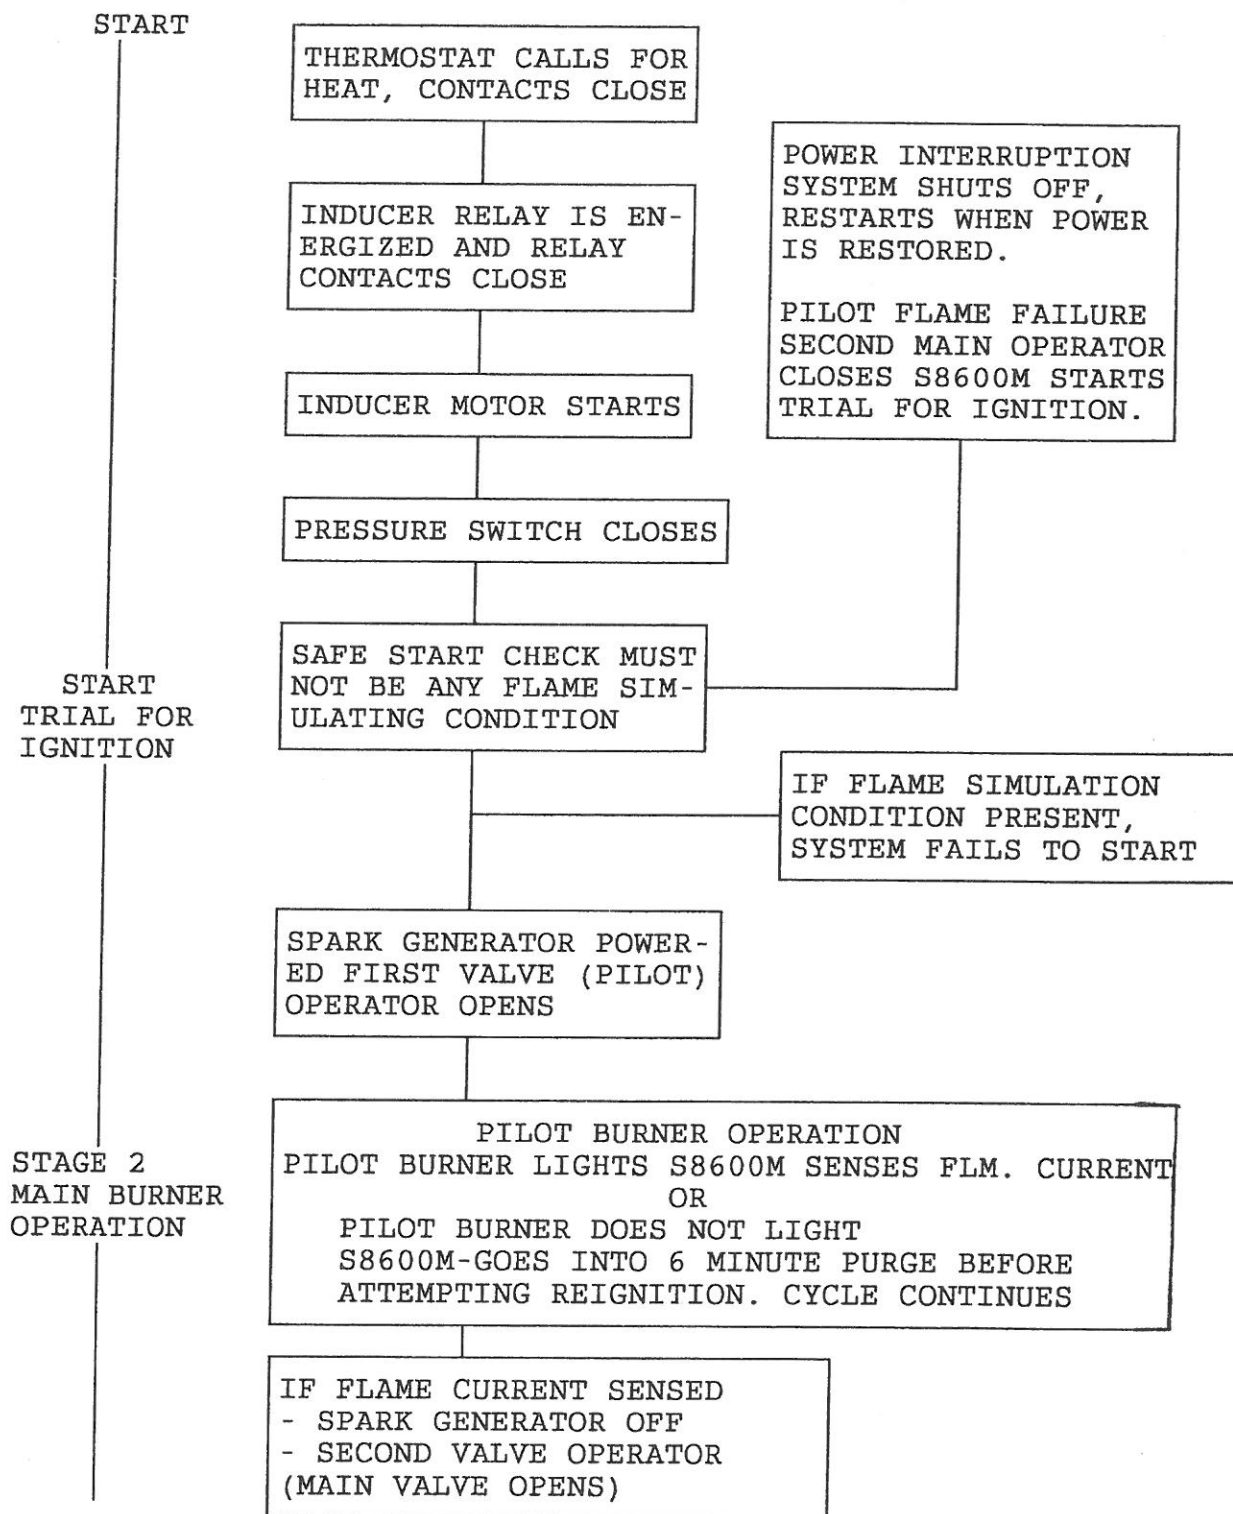 START
THERMOSTAT CALLS FOR
HEAT, CONTACTS CLOSE
POWER INTERRUPTION
SYSTEM SHUTS OFF,
RESTARTS WHEN POWER
IS RESTORED.
PILOT FLAME FAILURE
SECOND MAIN OPERATOR
CLOSES S8600M STARTS
TRIAL FOR IGNITION.
INDUCER RELAY IS EN-
ERGIZED AND RELAY
CONTACTS CLOSE
INDUCER MOTOR STARTS
PRESSURE SWITCH CLOSES
SAFE START CHECK MUST
NOT BE ANY FLAME SIM-
ULATING CONDITION
START
TRIAL FOR
IGNITION
IF FLAME SIMULATION
CONDITION PRESENT,
SYSTEM FAILS TO START
SPARK GENERATOR POWER-
ED FIRST VALVE (PILOT)
OPERATOR OPENS
STAGE 2
MAIN BURNER
OPERATION
PILOT BURNER OPERATION
PILOT BURNER LIGHTS S8600M SENSES FLM. CURRENT
OR
PILOT BURNER DOES NOT LIGHT
S8600M-GOES INTO 6 MINUTE PURGE BEFORE
ATTEMPTING REIGNITION. CYCLE CONTINUES
IF FLAME CURRENT SENSED
- SPARK GENERATOR OFF
- SECOND VALVE OPERATOR
(MAIN VALVE OPENS)